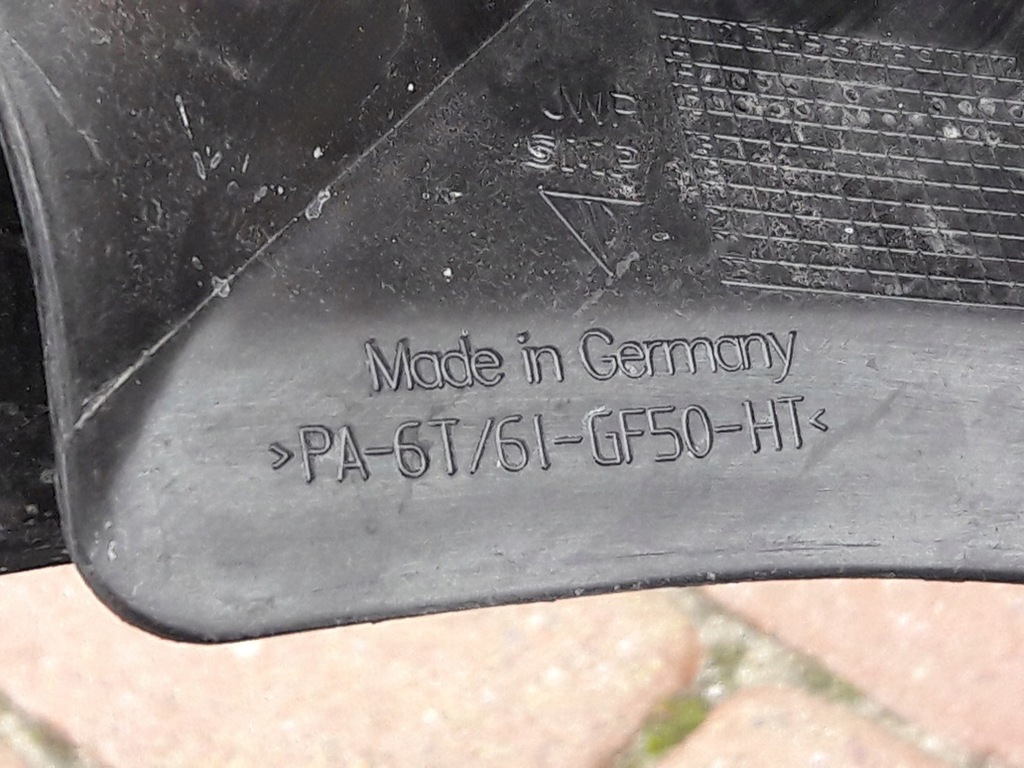 Made in Germany
>PA-6T/6I-GF50-HT<